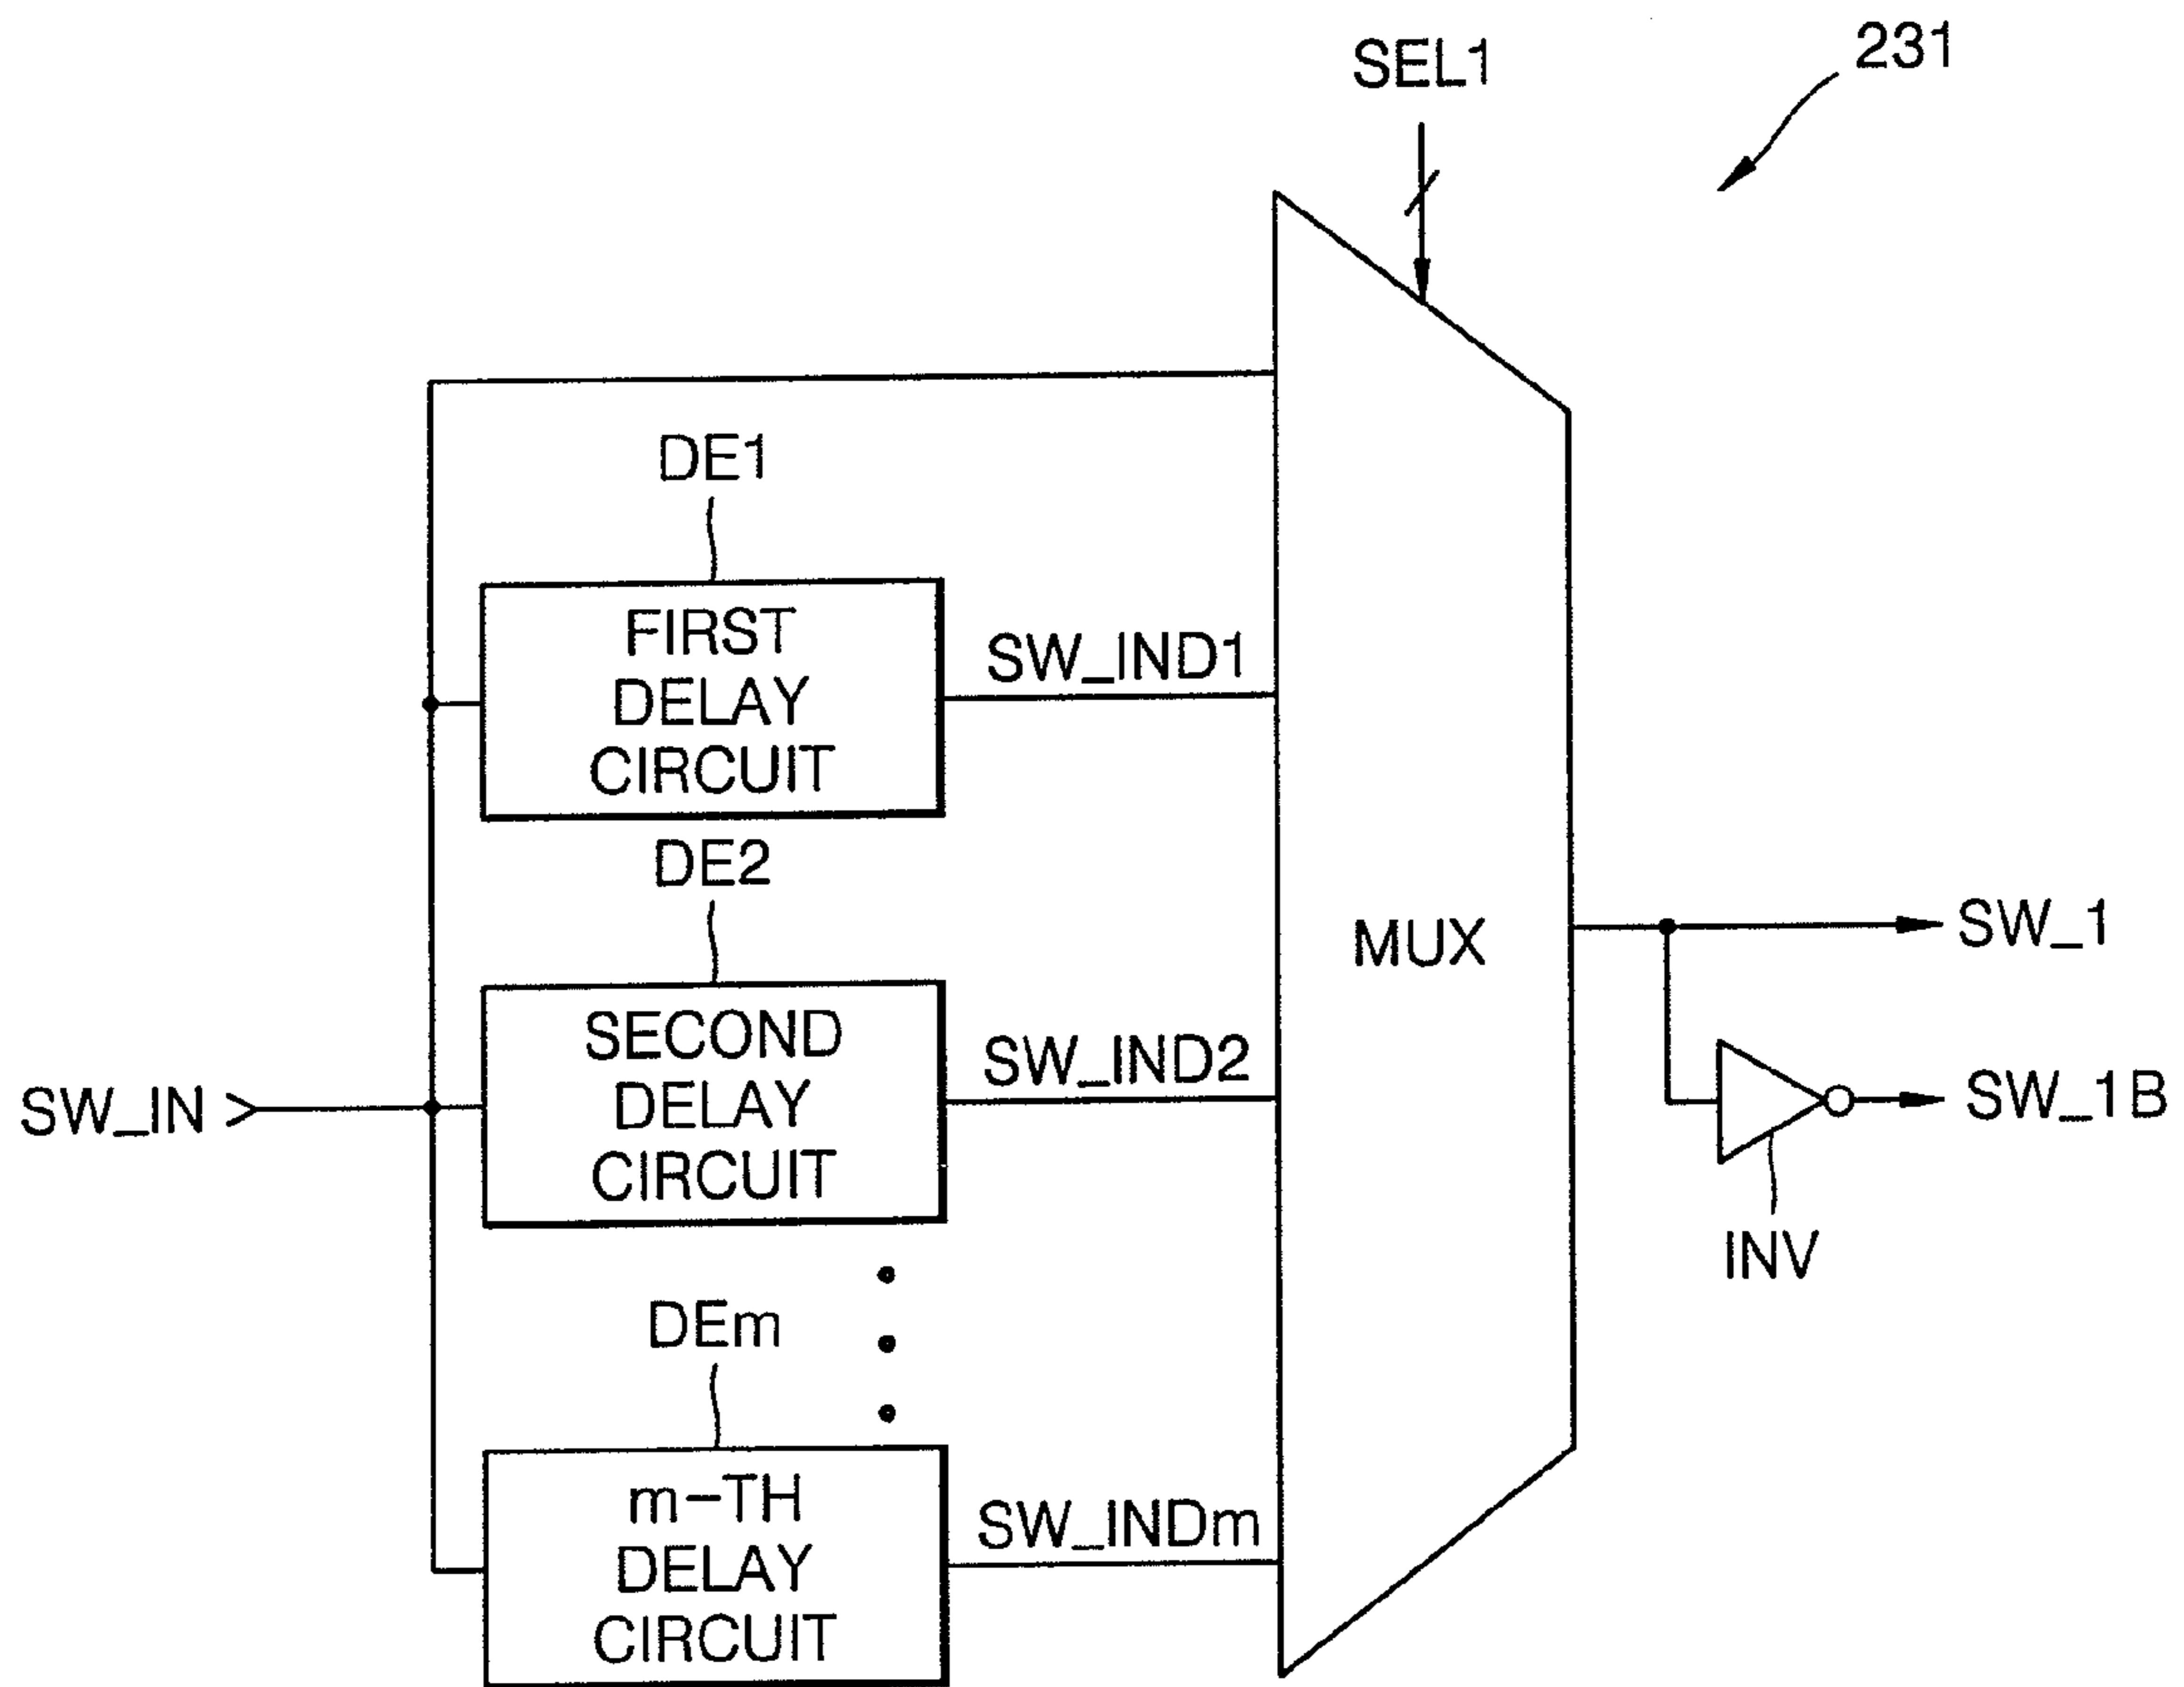 231
SEL1
DE1
FIRST
DELAY
CIRCUIT
SW_IND1
DE2
SECOND
DELAY
CIRCUIT
SW_IND2
SW_IN
MUX
SW_1
SW_1B
INV
DEm
m-TH
DELAY
CIRCUIT
SW_INDm